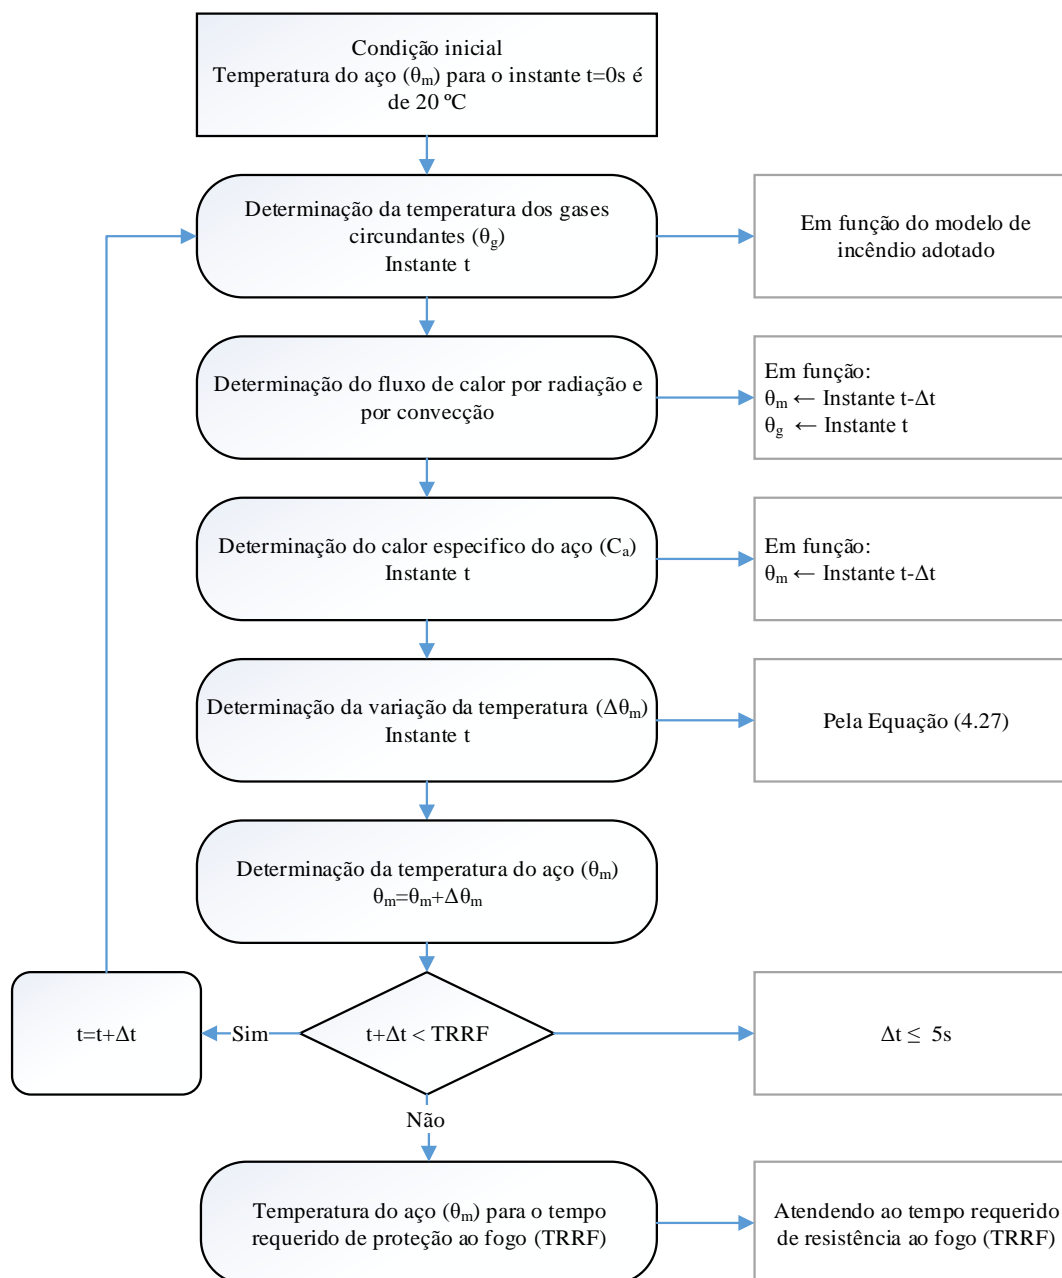 Condição inicial
Temperatura do aço (θm) para o instante t=0s é
de 20 ºC
Determinação da temperatura dos gases
circundantes (θg)
Instante t
Em função do modelo de
incêndio adotado
Determinação do fluxo de calor por radiação e
por convecção
Em função:
θm ← Instante t-Δt
θg ← Instante t
Determinação do calor especifico do aço (Ca)
Instante t
Em função:
θm ← Instante t-Δt
Determinação da variação da temperatura (Δθm)
Instante t
Pela Equação (4.27)
Determinação da temperatura do aço (θm)
θm=θm+Δθm
t=t+Δt
Sim
t+Δt < TRRF
Δt ≤ 5s
Não
Temperatura do aço (θm) para o tempo
requerido de proteção ao fogo (TRRF)
Atendendo ao tempo requerido
de resistência ao fogo (TRRF)